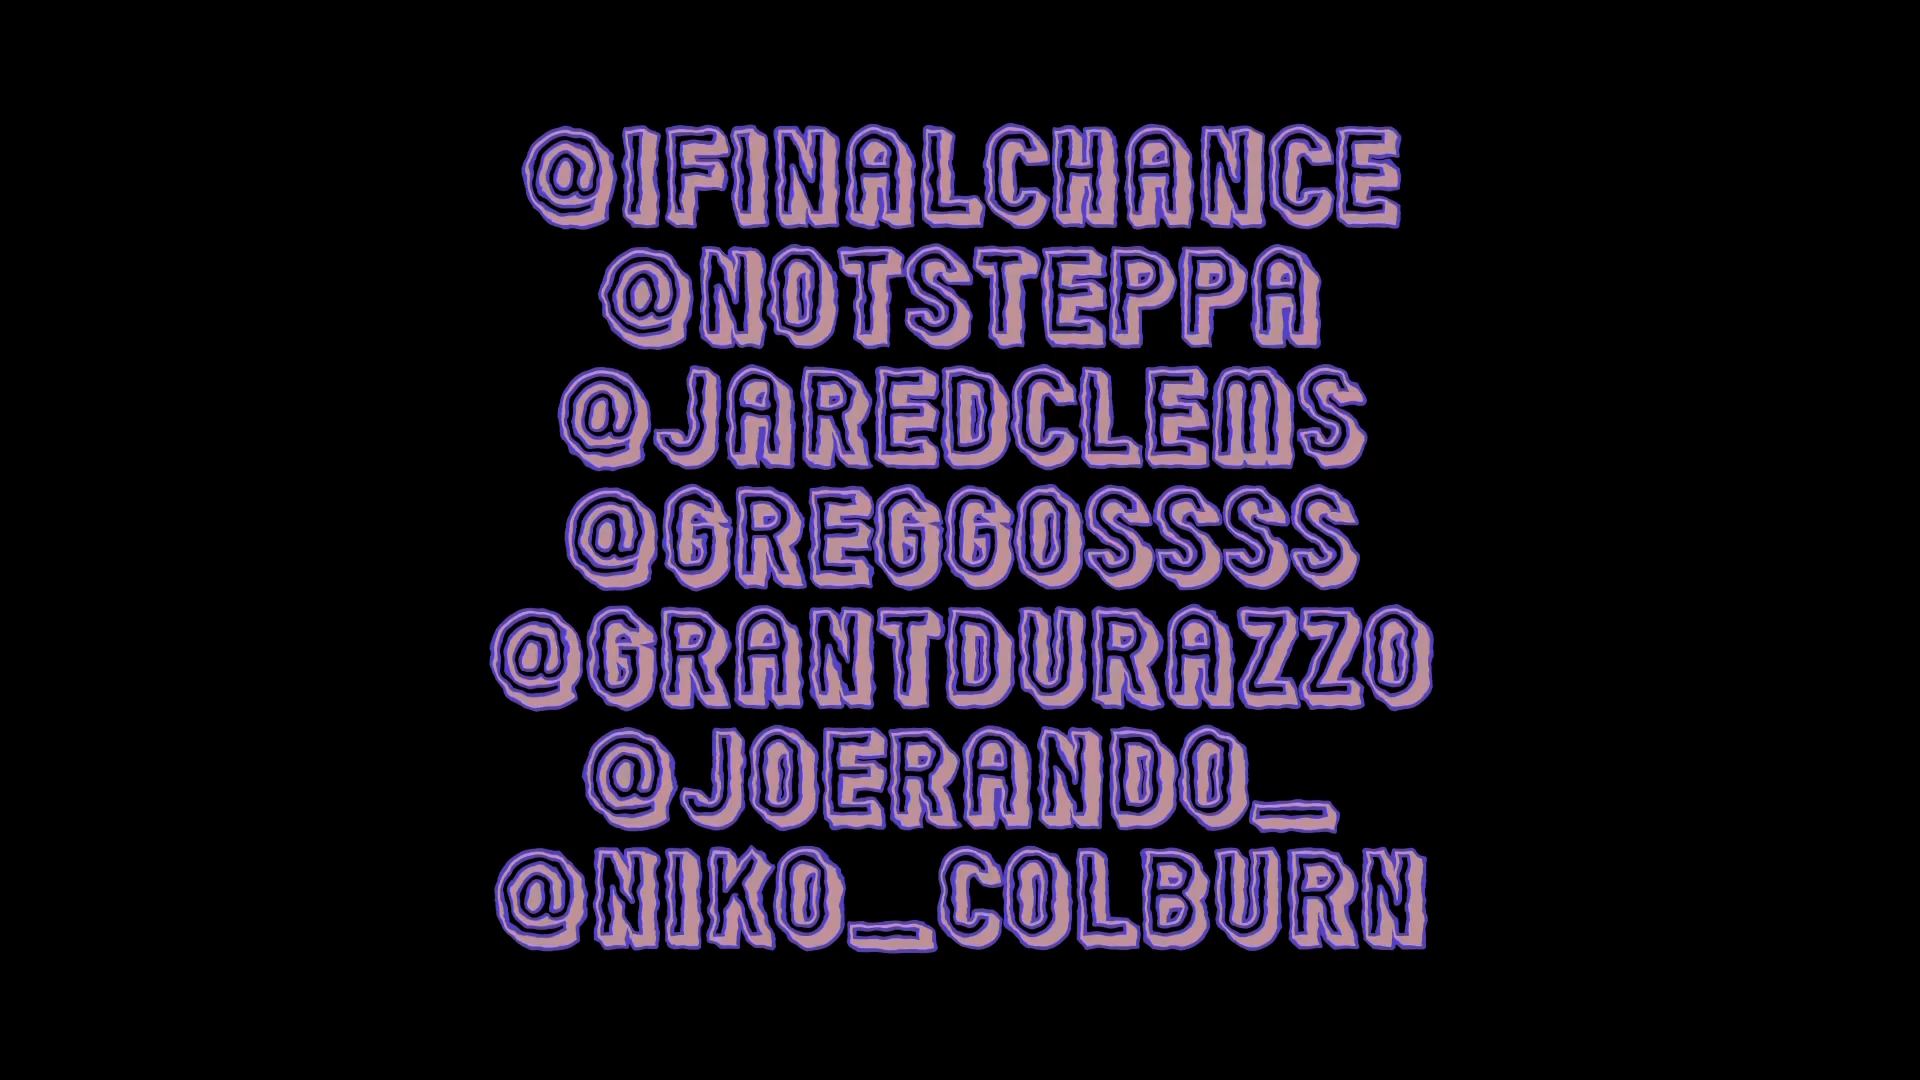 @IFINALCHANCE
@NOTSTEPPA
@JAREDCLEMS
@GREGGOSSSS
@GRANTDURAZZO
@JOERANDO_
@NIKO_COLBURN